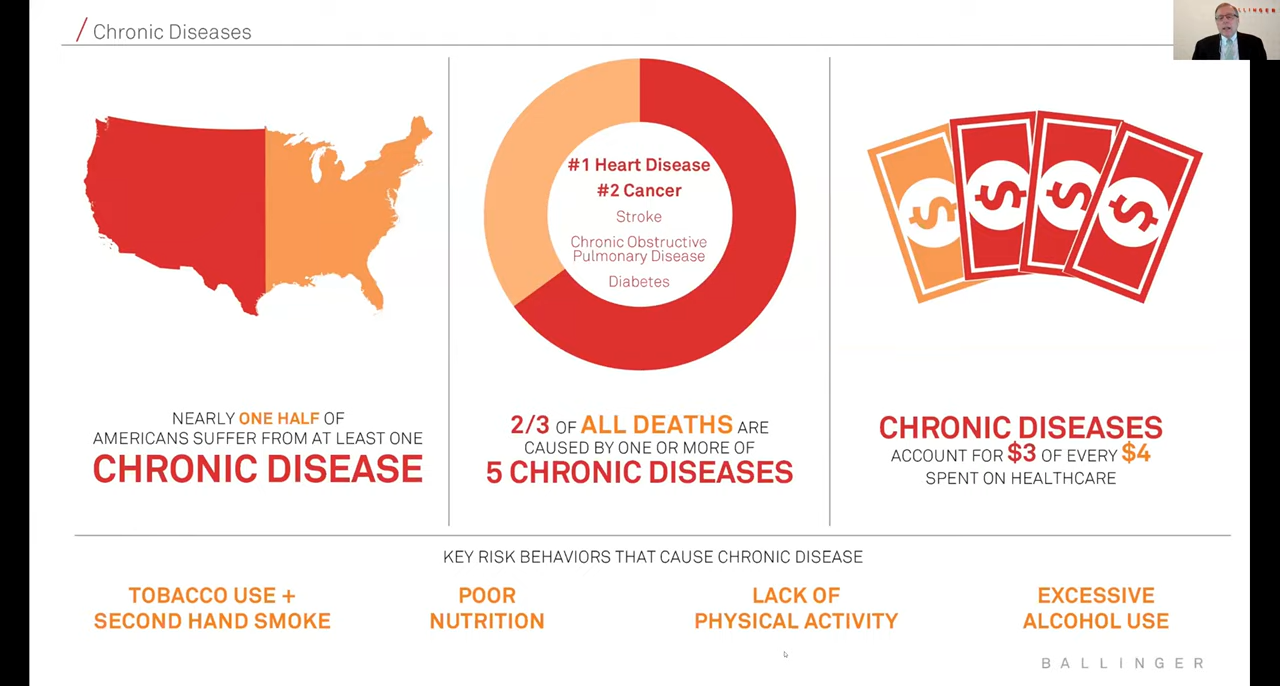 Chronic Diseases
#1 Heart Disease
#2 Cancer
Stroke
Chronic Obstructive
Pulmonary Disease
Diabetes
$ $ $ $
NEARLY ONE HALF OF
AMERICANS SUFFER FROM AT LEAST ONE
CHRONIC DISEASE
2/3 OF ALL DEATHS ARE
CAUSED BY ONE OR MORE OF
5 CHRONIC DISEASES
CHRONIC DISEASES
ACCOUNT FOR $3 OF EVERY $4
SPENT ON HEALTHCARE
KEY RISK BEHAVIORS THAT CAUSE CHRONIC DISEASE
TOBACCO USE +
SECOND HAND SMOKE
POOR
NUTRITION
LACK OF
PHYSICAL ACTIVITY
EXCESSIVE
ALCOHOL USE
BALLINGER